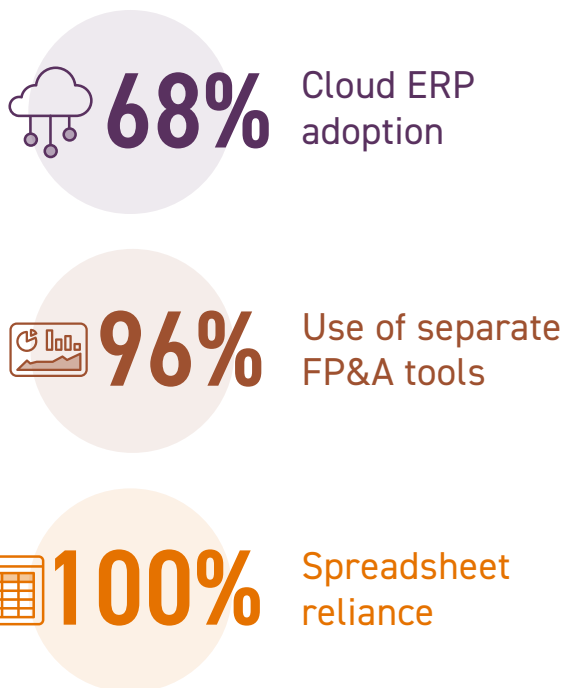 68%
Cloud ERP
adoption
96%
Use of separate
FP&A tools
100%
Spreadsheet
reliance